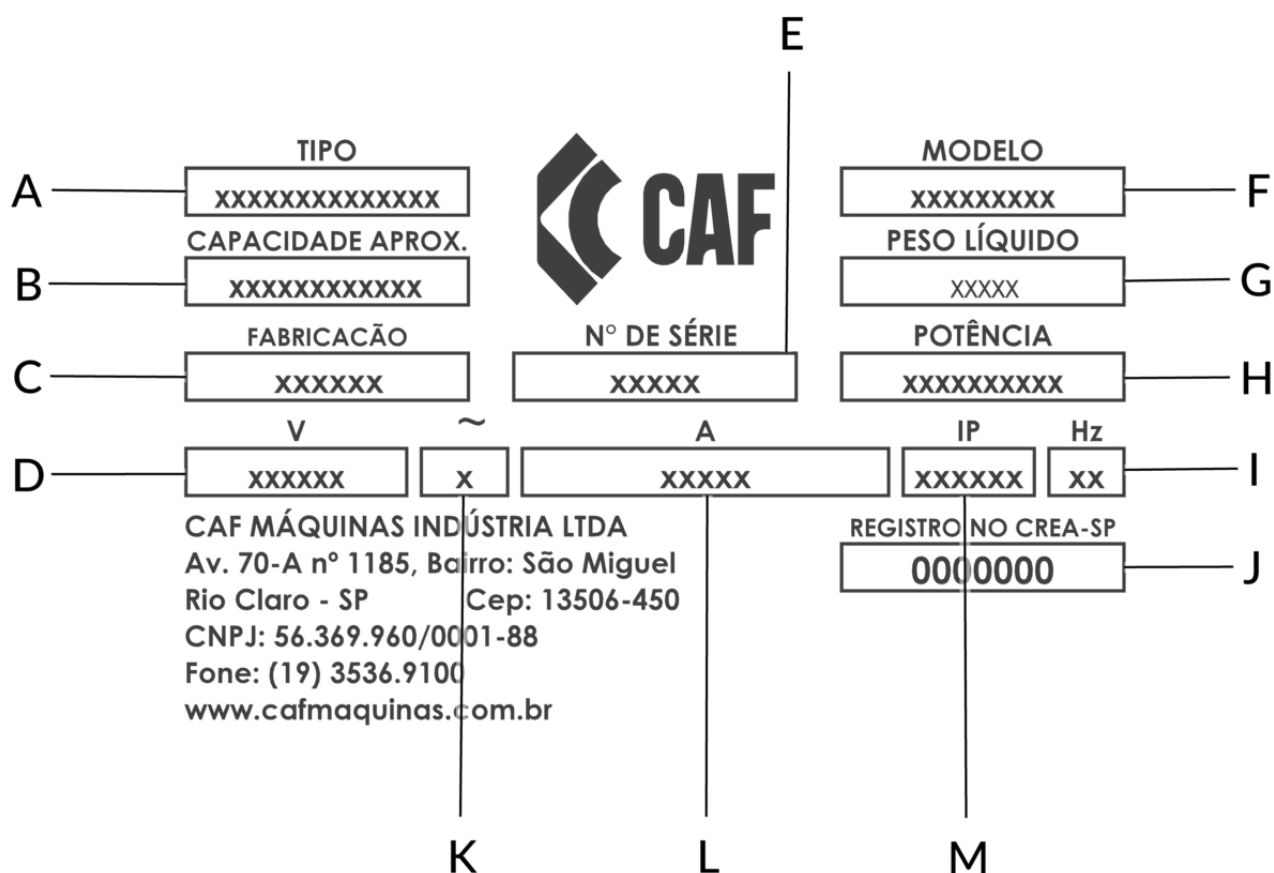 E
TIPO
MODELO
A
xxxxxxxxxxxxxx
CAF
xxxxxxxxx
F
CAPACIDADE APROX.
PESO LÍQUIDO
B
xxxxxxxxxxxx
xxxxx
G
FABRICACÃO
N° DE SÉRIE
POTÊNCIA
C
xxxxxx
xxxxx
xxxxxxxxxx
H
V
~
A
IP
Hz
D
xxxxxx
x
xxxxx
xxxxxx
xx
I
CAF MÁQUINAS INDÚSTRIA LTDA
Av. 70-A nº 1185, Bairro: São Miguel
Rio Claro - SP Cep: 13506-450
CNPJ: 56.369.960/0001-88
Fone: (19) 3536.9100
www.cafmaquinas.com.br
REGISTRO NO CREA-SP
0000000
J
K
L
M